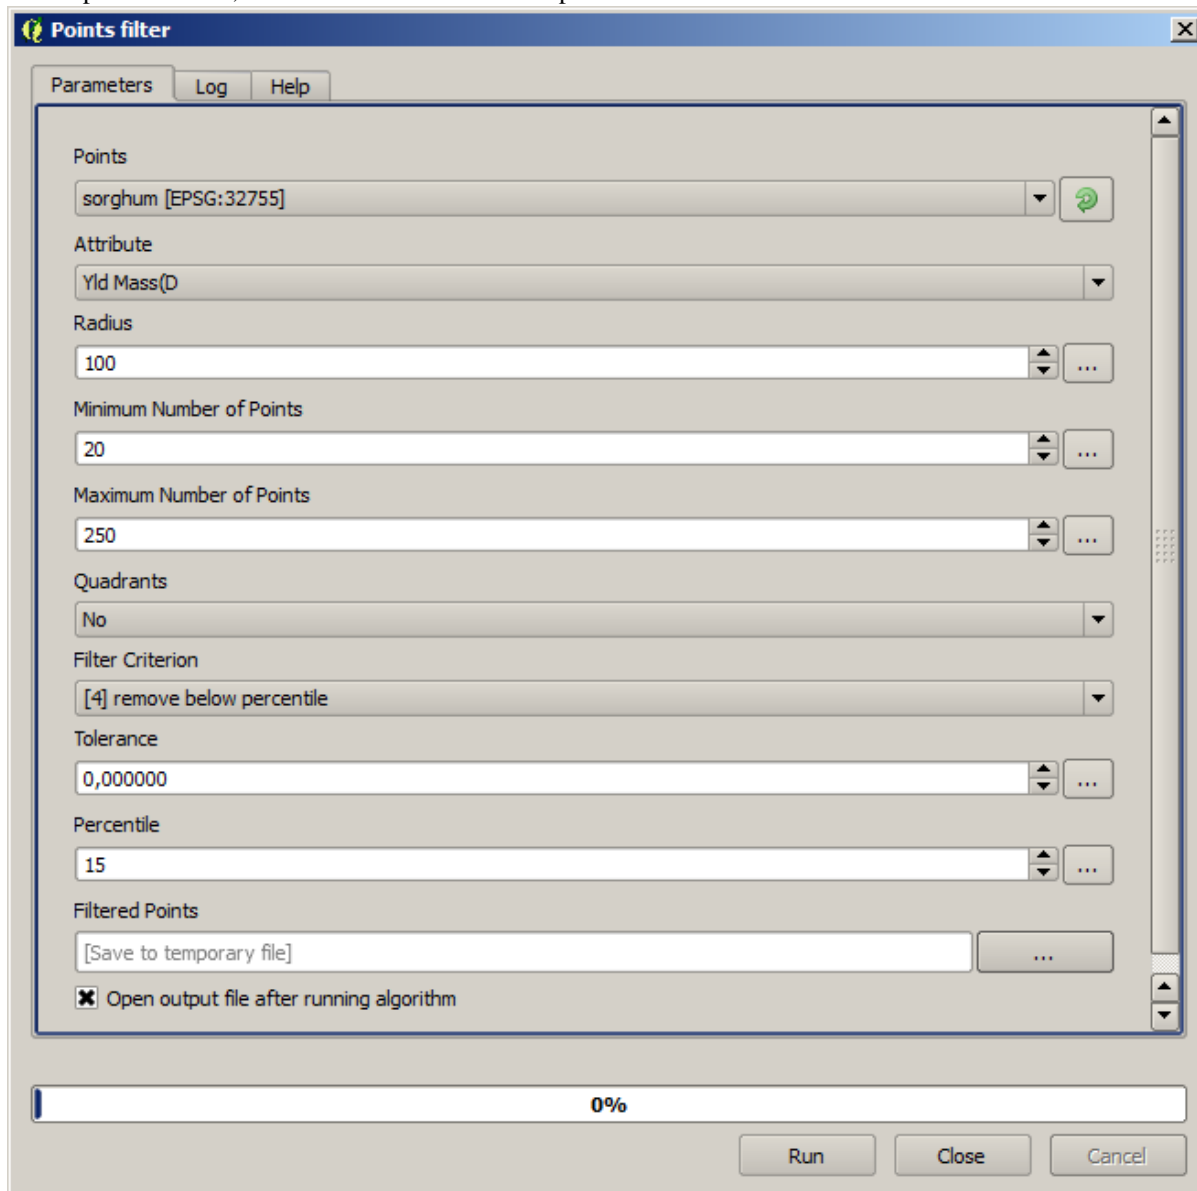 Points filter
Parameters Log Help
Points
sorghum [EPSG:32755]
Attribute
Yld Mass(D
Radius
100
...
Minimum Number of Points
20
...
Maximum Number of Points
250
...
Quadrants
No
Filter Criterion
[4] remove below percentile
Tolerance
0,000000
...
Percentile
15
...
Filtered Points
[Save to temporary file]
...
Open output file after running algorithm
0%
Run Close Cancel